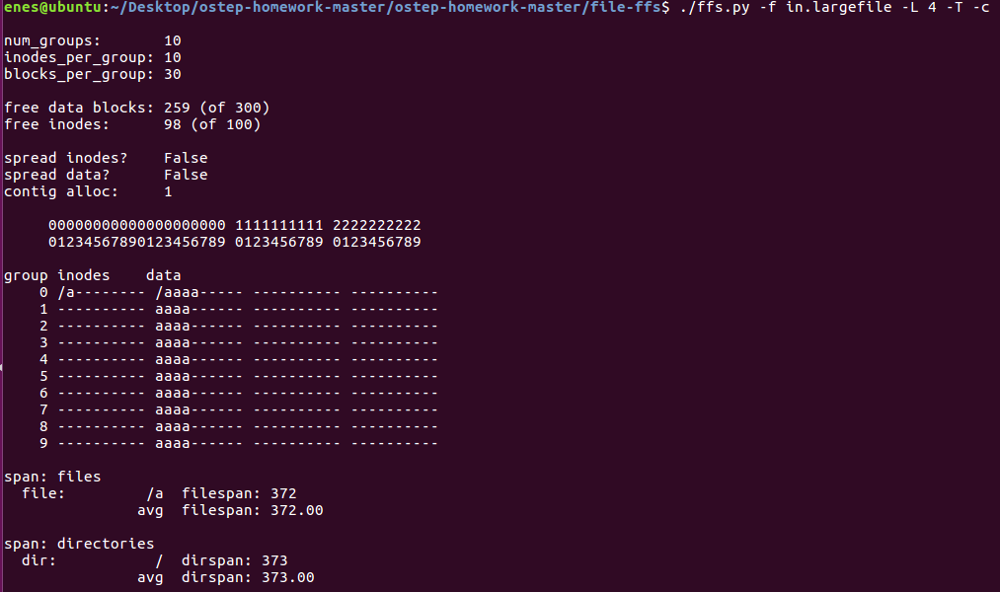 enes@ubuntu:~/Desktop/ostep-homework-master/ostep-homework-master/file-ffs$ ./ffs.py -f in.largefile -L 4 -T -c

num_groups:       10
inodes_per_group: 10
blocks_per_group: 30

free data blocks: 259 (of 300)
free inodes:      98 (of 100)

spread inodes?    False
spread data?      False
contig alloc:     1

     00000000000000000000 1111111111 2222222222
     01234567890123456789 0123456789 0123456789

group inodes    data
    0 /a-------- /aaaa----- ---------- ----------
    1 ---------- aaaa------ ---------- ----------
    2 ---------- aaaa------ ---------- ----------
    3 ---------- aaaa------ ---------- ----------
    4 ---------- aaaa------ ---------- ----------
    5 ---------- aaaa------ ---------- ----------
    6 ---------- aaaa------ ---------- ----------
    7 ---------- aaaa------ ---------- ----------
    8 ---------- aaaa------ ---------- ----------
    9 ---------- aaaa------ ---------- ----------

span: files
  file:         /a  filespan: 372
               avg  filespan: 372.00

span: directories
  dir:           /  dirspan: 373
               avg  dirspan: 373.00